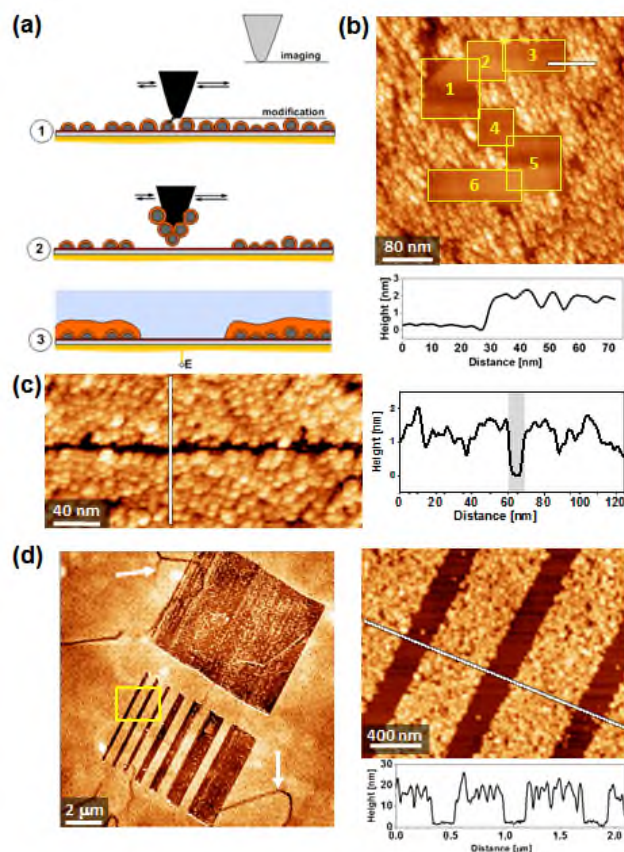 (a)
imaging
modification
1
2
3
E
(b)
1
2
3
4
5
6
80 nm
Height [nm]
3
2
1
0
0 10 20 30 40 50 60 70
Distance [nm]
(c)
40 nm
Height [nm]
2
1
0
0 20 40 60 80 100 120
Distance [nm]
(d)
2 μm
400 nm
Height [nm]
30
20
10
0
0.0 0.5 1.0 1.5 2.0
Distance [μm]